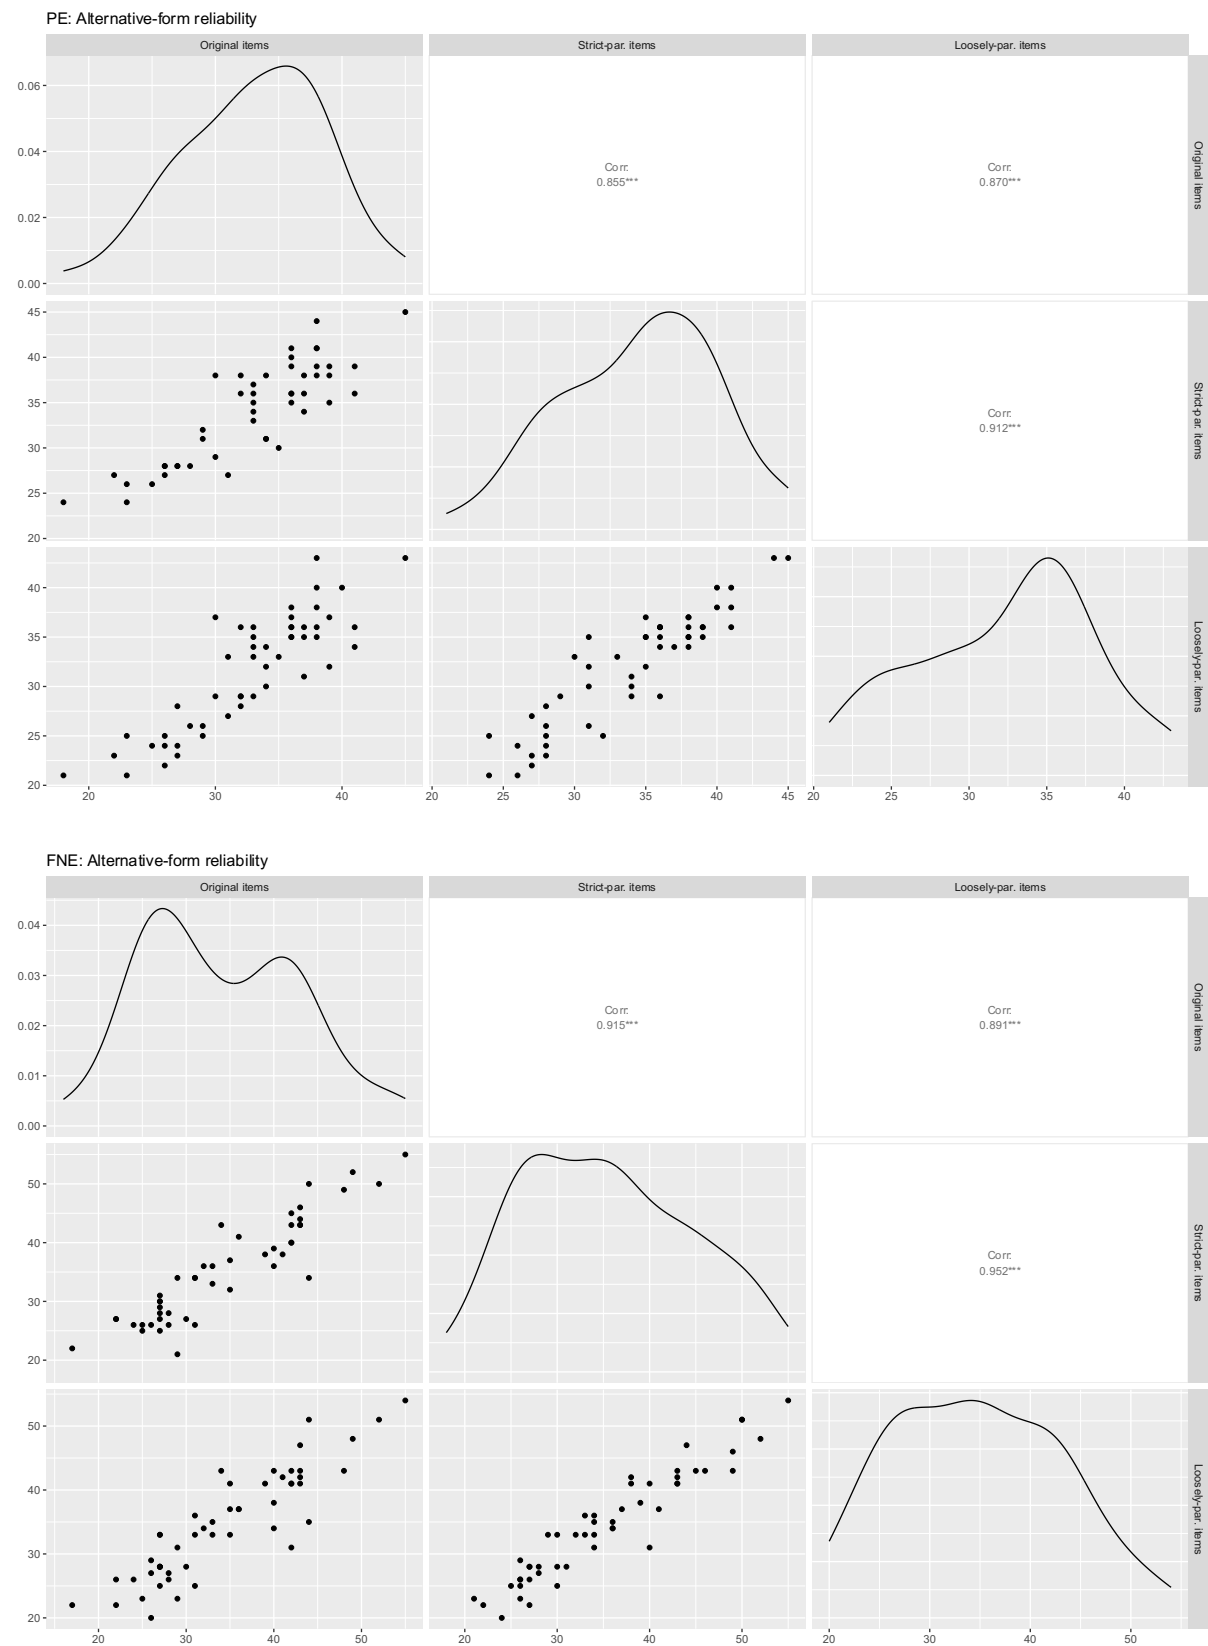 PE: Alternative-form reliability
Original items
Strict-par. items
Loosely-par. items
0.06
0.04
0.02
0.00
Corr:
0.855***
Corr:
0.870***
Original items
45
40
35
30
25
20
Corr:
0.912***
Strict-par. items
40
35
30
25
20
Loosely-par. items
20 30 40
20 25 30 35 40 45
20 25 30 35 40
FNE: Alternative-form reliability
Original items
Strict-par. items
Loosely-par. items
0.04
0.03
0.02
0.01
0.00
Corr:
0.915***
Corr:
0.891***
Original items
50
40
30
20
Corr:
0.952***
Strict-par. items
50
40
30
20
Loosely-par. items
20 30 40 50
20 30 40 50
20 30 40 50